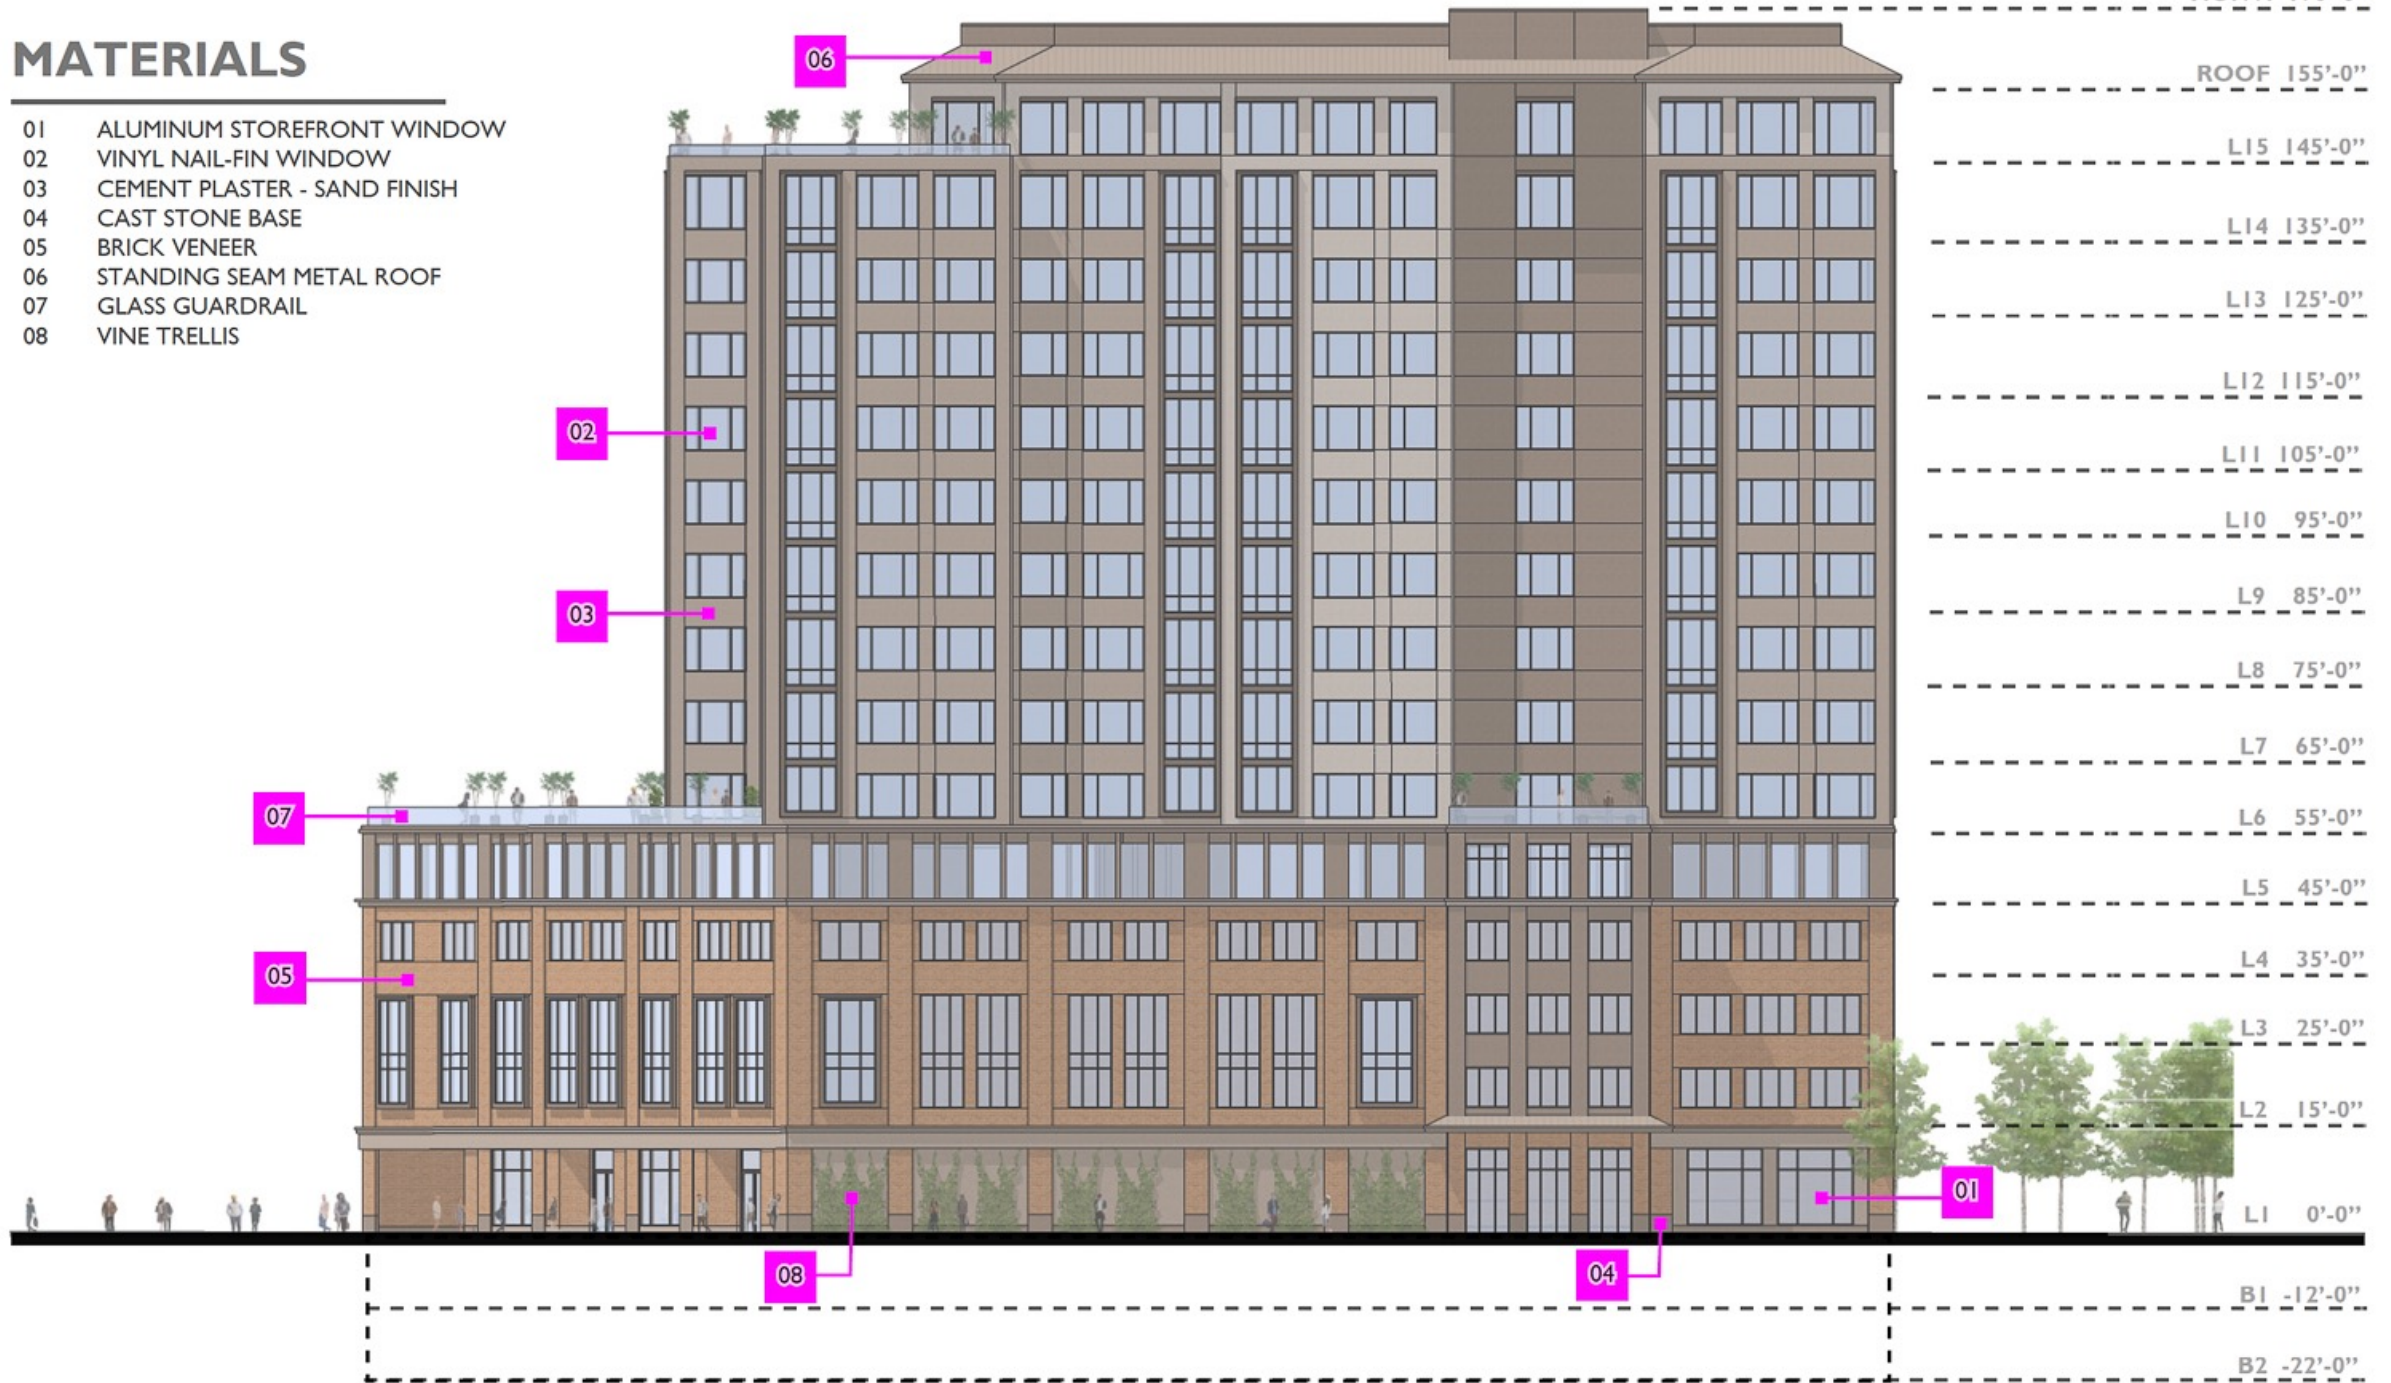 MATERIALS
01 ALUMINUM STOREFRONT WINDOW
02 VINYL NAIL-FIN WINDOW
03 CEMENT PLASTER - SAND FINISH
04 CAST STONE BASE
05 BRICK VENEER
06 STANDING SEAM METAL ROOF
07 GLASS GUARDRAIL
08 VINE TRELLIS
06
ROOF 155'-0"
L15 145'-0"
L14 135'-0"
L13 125'-0"
L12 115'-0"
02
L11 105'-0"
L10 95'-0"
03
L9 85'-0"
L8 75'-0"
L7 65'-0"
07
L6 55'-0"
L5 45'-0"
05
L4 35'-0"
L3 25'-0"
L2 15'-0"
01
L1 0'-0"
08
04
B1 -12'-0"
B2 -22'-0"